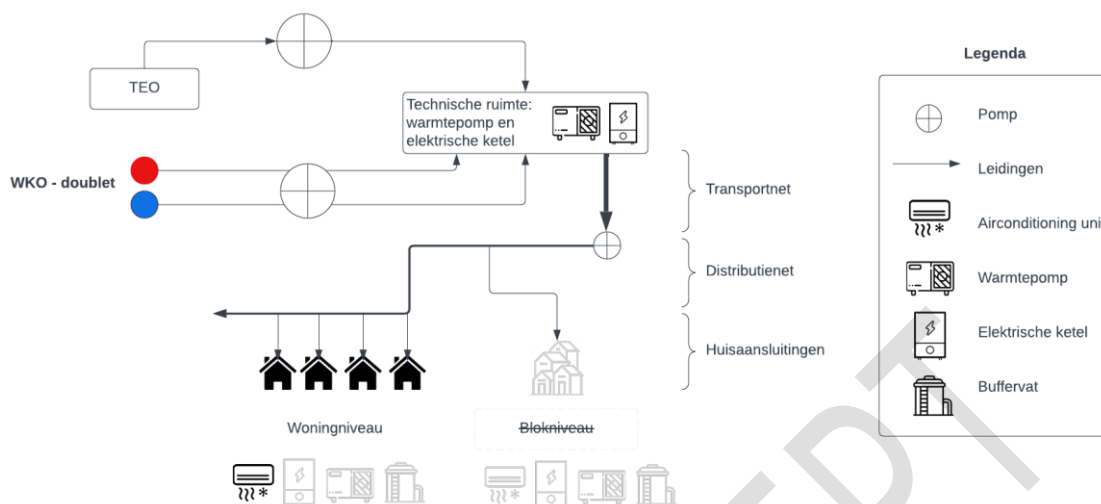 TEO
Technische ruimte:
warmtepomp en
elektrische ketel
WKO - doublet
Transportnet
Distributienet
Huisaansluitingen
Woningniveau
Blokniveau
Legenda
Pomp
Leidingen
Airconditioning uni
Warmtepomp
Elektrische ketel
Buffervat
EPT